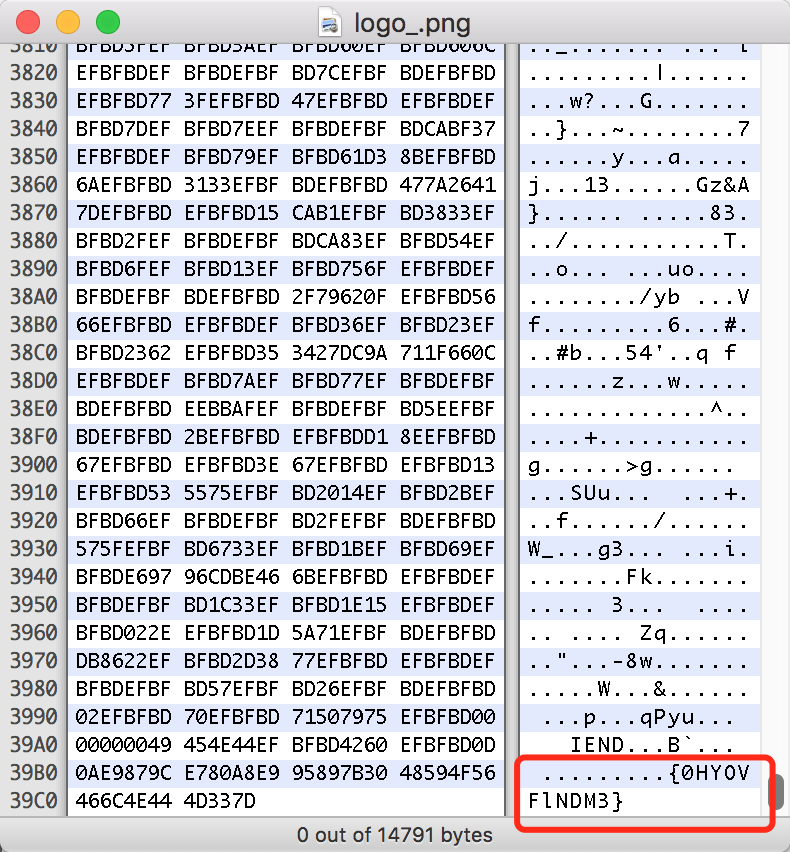 logo_.png
3820 EFBFBDEF BFBDEFBF BD7CEFBF BDEFBFBD .........|......
3830 EFBFBD77 3FEFBFBD 47EFBFBD EFBFBDEF ...w?...G.......
3840 BFBD7DEF BFBD7EEF BFBDEFBF BDCABF37 ..}...~........7
3850 EFBFBDEF BFBD79EF BFBD61D3 8BEFBFBD ......y...a.....
3860 6AEFBFBD 3133EFBF BDEFBFBD 477A2641 j...13......Gz&A
3870 7DEFBFBD EFBFBD15 CAB1EFBF BD3833EF }...... .....83.
3880 BFBD2FEF BFBDEFBF BDCA83EF BFBD54EF ../...........T.
3890 BFBD6FEF BFBD13EF BFBD756F EFBFBDEF ..o... ...uo....
38A0 BFBDEFBF BDEFBFBD 2F79620F EFBFBD56 ......../yb ...V
38B0 66EFBFBD EFBFBDEF BFBD36EF BFBD23EF f.........6...#.
38C0 BFBD2362 EFBFBD35 3427DC9A 711F660C ..#b...54'..q f
38D0 EFBFBDEF BFBD7AEF BFBD77EF BFBDEFBF ......z...w.....
38E0 BDEFBFBD EEBBAFEF BFBDEFBF BD5EEFBF .............^..
38F0 BDEFBFBD 2BEFBFBD EFBFBDD1 8EEFBFBD ....+...........
3900 67EFBFBD EFBFBD3E 67EFBFBD EFBFBD13 g......>g......
3910 EFBFBD53 5575EFBF BD2014EF BFBD2BEF ...SUu... ...+.
3920 BFBD66EF BFBDEFBF BD2FEFBF BDEFBFBD ..f....../......
3930 575FEFBF BD6733EF BFBD1BEF BFBD69EF W_...g3... ...i.
3940 BFBDE697 96CDBE46 6BEFBFBD EFBFBDEF .......Fk.......
3950 BFBDEFBF BD1C33EF BFBD1E15 EFBFBDEF ..... 3... ....
3960 BFBD022E EFBFBD1D 5A71EFBF BDEFBFBD .. .... Zq......
3970 DB8622EF BFBD2D38 77EFBFBD EFBFBDEF .."...-8w.......
3980 BFBDEFBF BD57EFBF BD26EFBF BDEFBFBD .....W...&......
3990 02EFBFBD 70EFBFBD 71507975 EFBFBD00 ...p...qPyu...
39A0 00000049 454E44EF BFBD4260 EFBFBD0D IEND...B`...
39B0 0AE9879C E780A8E9 95897B30 48594F56 .........{0HYOV
39C0 466C4E44 4D337D FlNDM3}
0 out of 14791 bytes